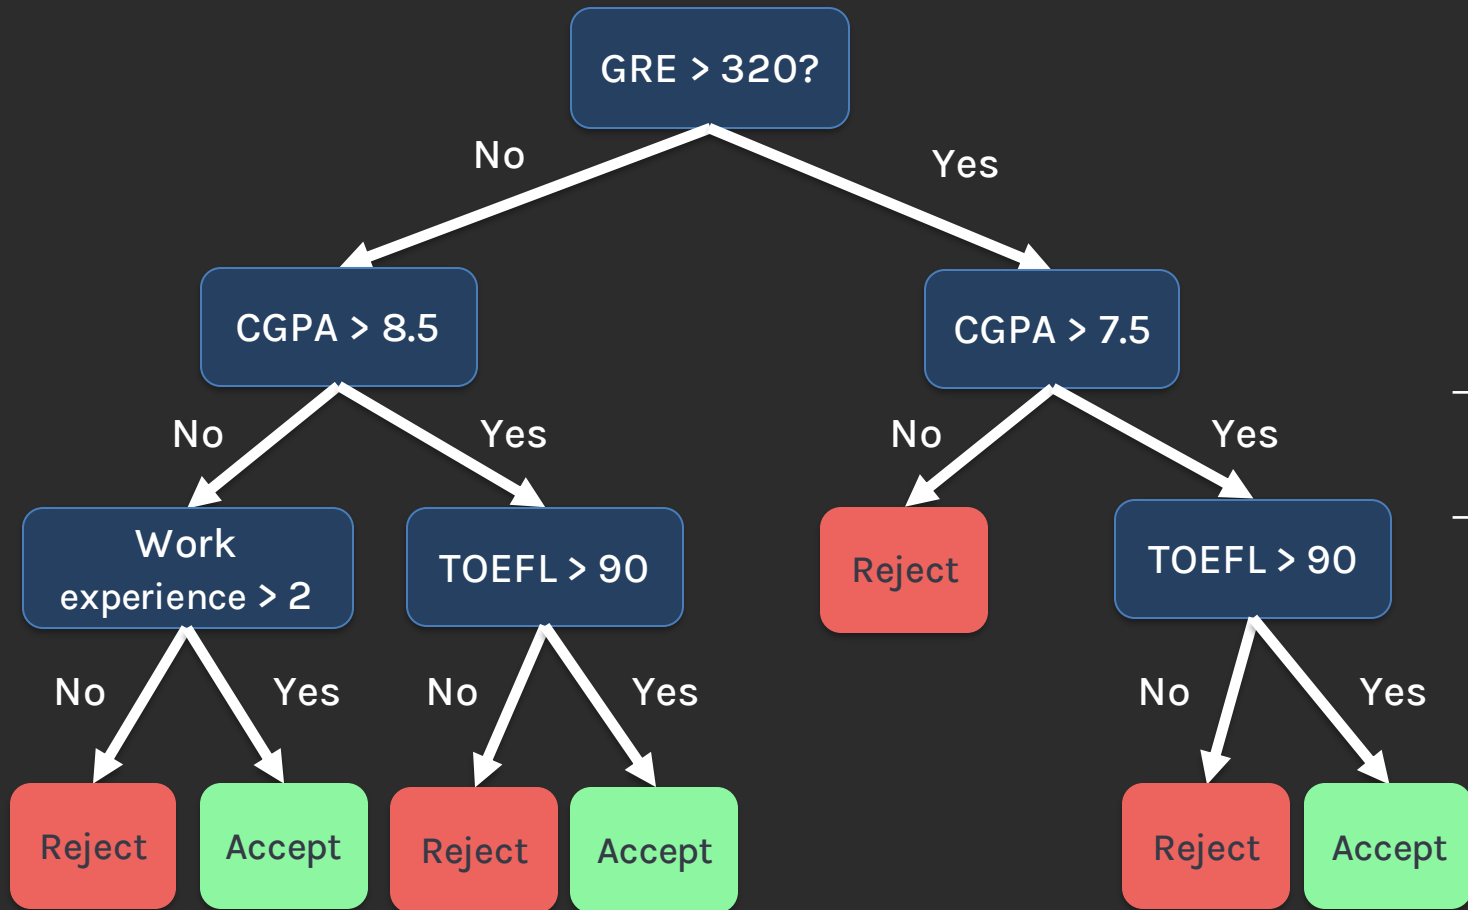 GRE > 320?
No
Yes
CGPA > 8.5
CGPA > 7.5
No
Yes
No
Yes
Work
experience > 2
TOEFL > 90
Reject
TOEFL > 90
No
Yes
No
Yes
No
Yes
Reject
Accept
Reject
Accept
Reject
Accept